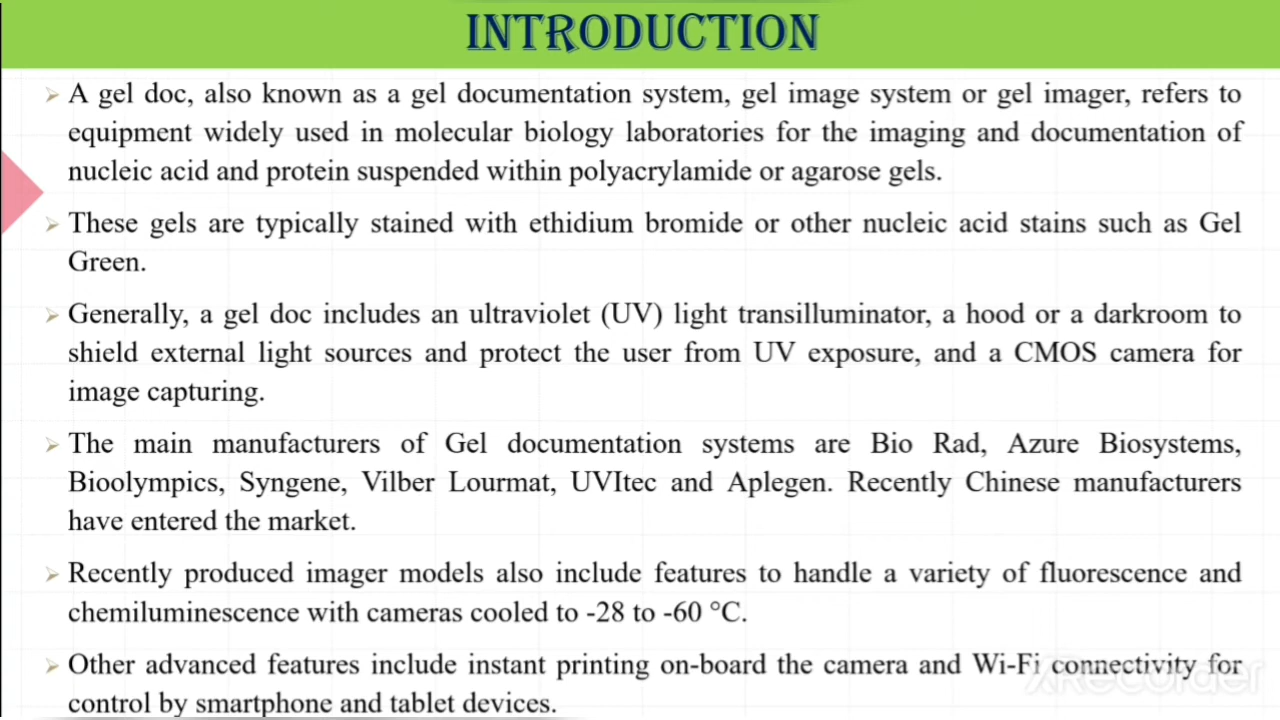 INTRODUCTION
➢ A gel doc, also known as a gel documentation system, gel image system or gel imager, refers to
equipment widely used in molecular biology laboratories for the imaging and documentation of
nucleic acid and protein suspended within polyacrylamide or agarose gels.
➢ These gels are typically stained with ethidium bromide or other nucleic acid stains such as Gel
Green.
➢ Generally, a gel doc includes an ultraviolet (UV) light transilluminator, a hood or a darkroom to
shield external light sources and protect the user from UV exposure, and a CMOS camera for
image capturing.
➢ The main manufacturers of Gel documentation systems are Bio Rad, Azure Biosystems,
Bioolympics, Syngene, Vilber Lourmat, UVItec and Aplegen. Recently Chinese manufacturers
have entered the market.
➢ Recently produced imager models also include features to handle a variety of fluorescence and
chemiluminescence with cameras cooled to -28 to -60 °C.
➢ Other advanced features include instant printing on-board the camera and Wi-Fi connectivity for
control by smartphone and tablet devices.
XRecorder